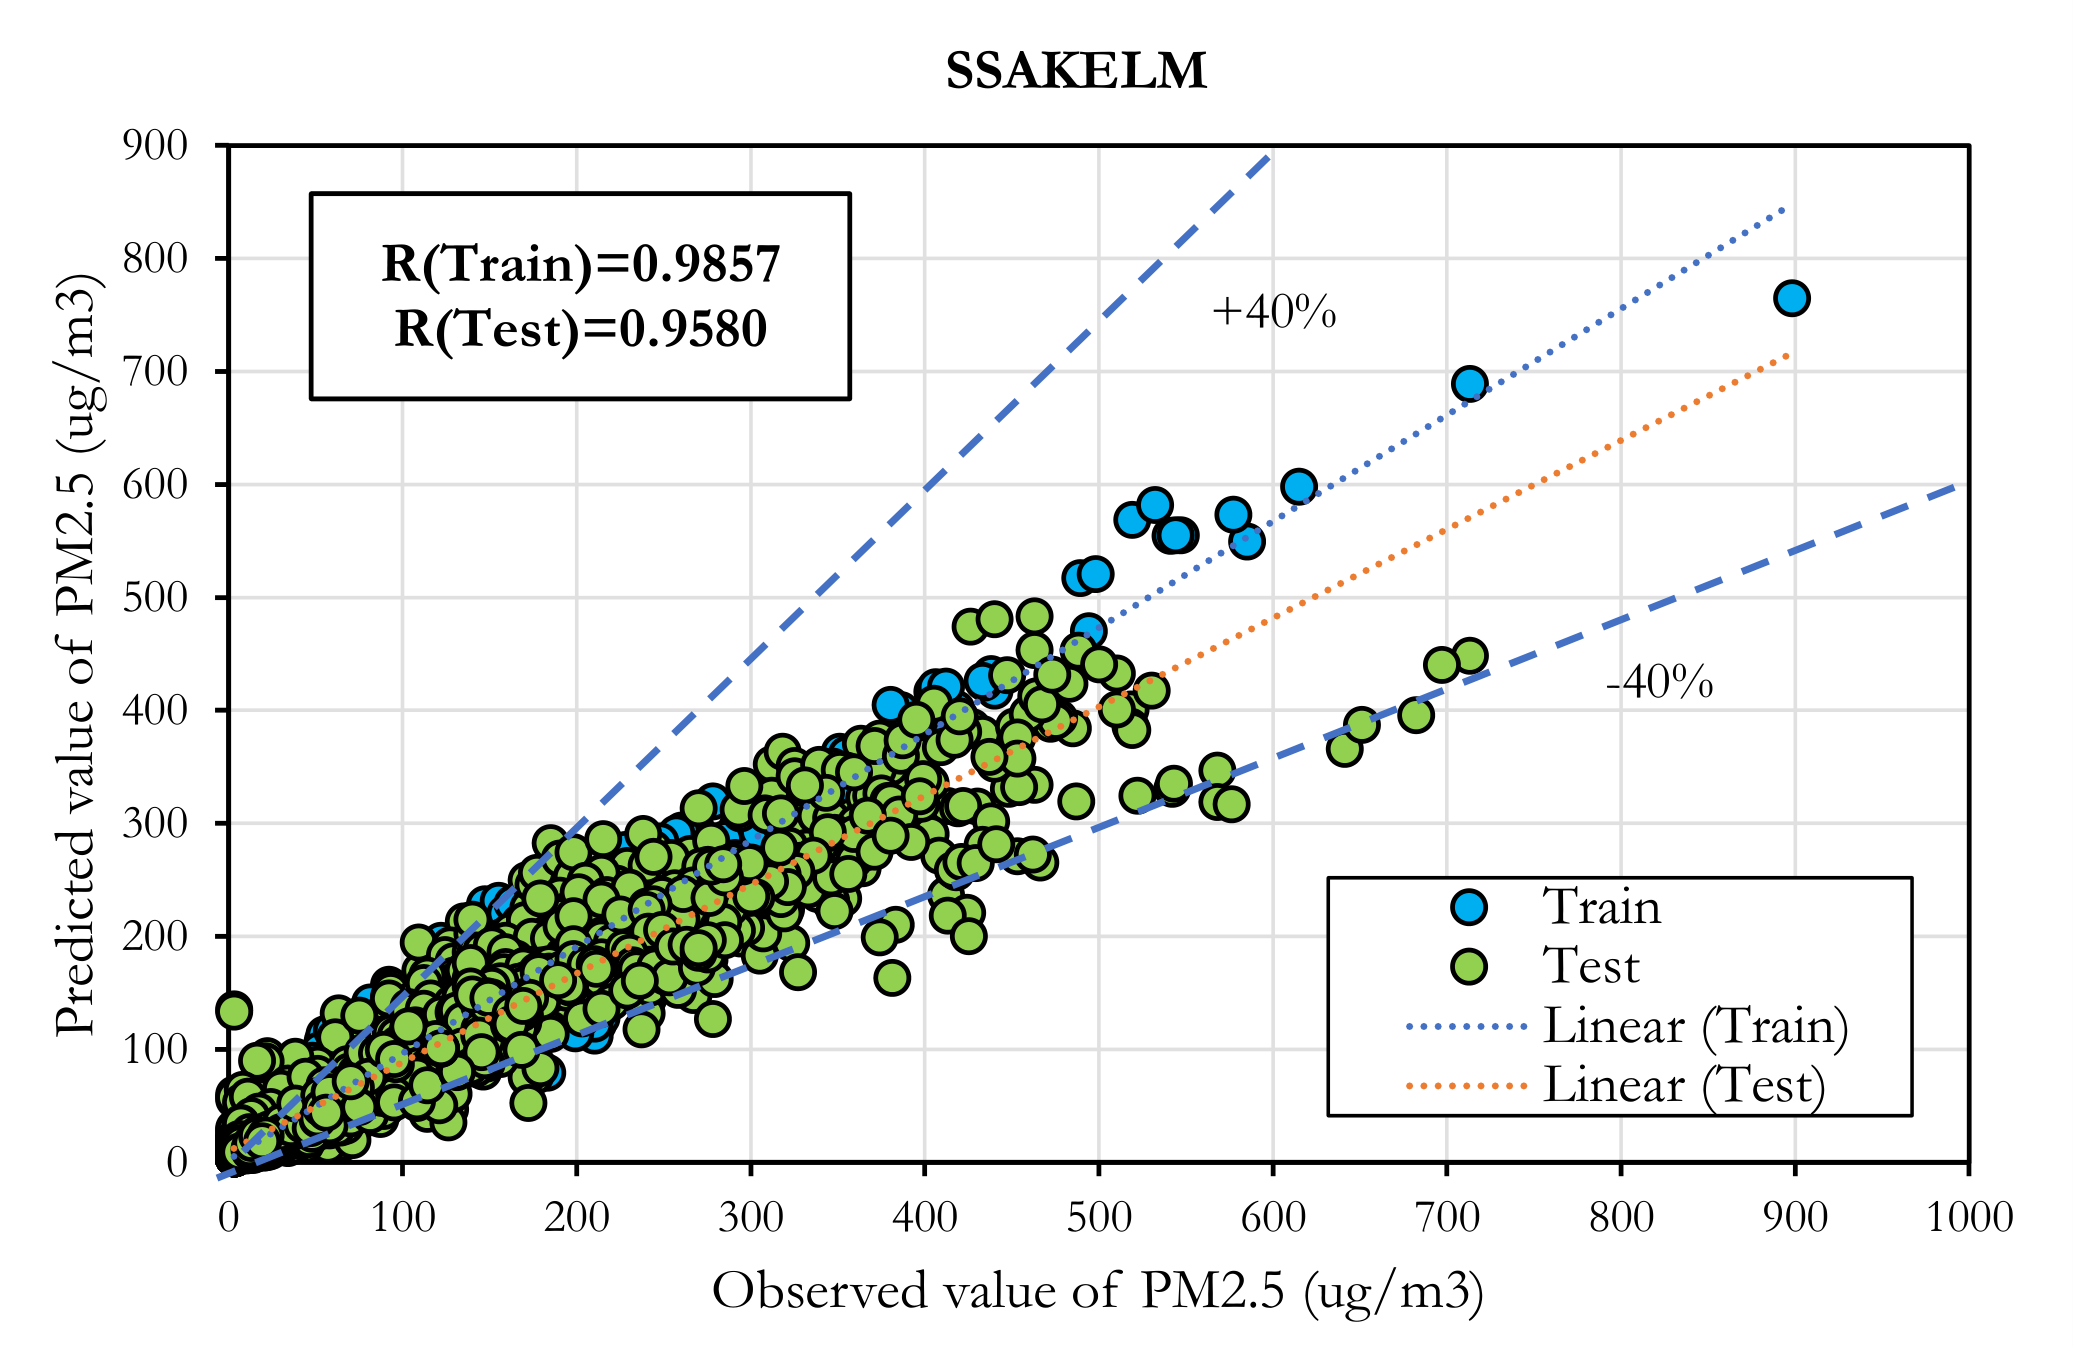 SSAKELM
R(Train)=0.9857
R(Test)=0.9580
+40%
-40%
Predicted value of PM2.5 (ug/m3)
900
800
700
600
500
400
300
200
100
0
0 100 200 300 400 500 600 700 800 900 1000
Observed value of PM2.5 (ug/m3)
Train
Test
Linear (Train)
Linear (Test)